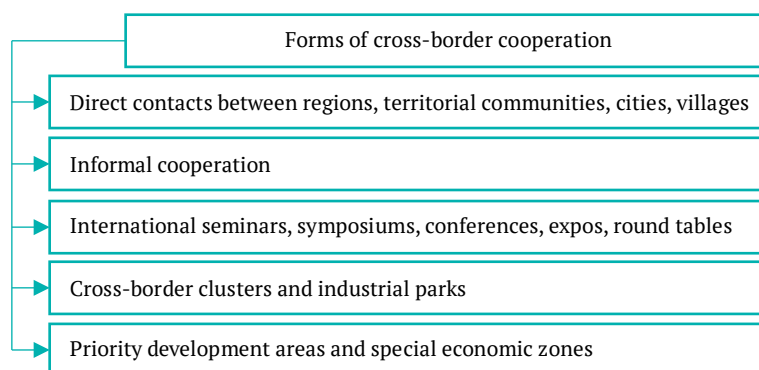 Forms of cross-border cooperation
Direct contacts between regions, territorial communities, cities, villages
Informal cooperation
International seminars, symposiums, conferences, expos, round tables
Cross-border clusters and industrial parks
Priority development areas and special economic zones